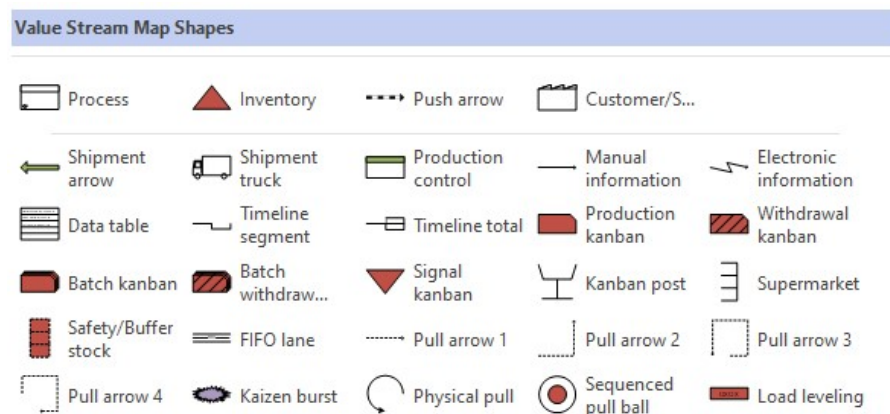 Value Stream Map Shapes
Process
Inventory
Push arrow
Customer/S...
Shipment
arrow
Shipment
truck
Production
control
Manual
information
Electronic
information
Data table
Timeline
segment
Timeline total
Production
kanban
Withdrawal
kanban
Batch kanban
Batch
withdraw...
Signal
kanban
Kanban post
Supermarket
Safety/Buffer
stock
FIFO lane
Pull arrow 1
Pull arrow 2
Pull arrow 3
Pull arrow 4
Kaizen burst
Physical pull
Sequenced
pull ball
Load leveling